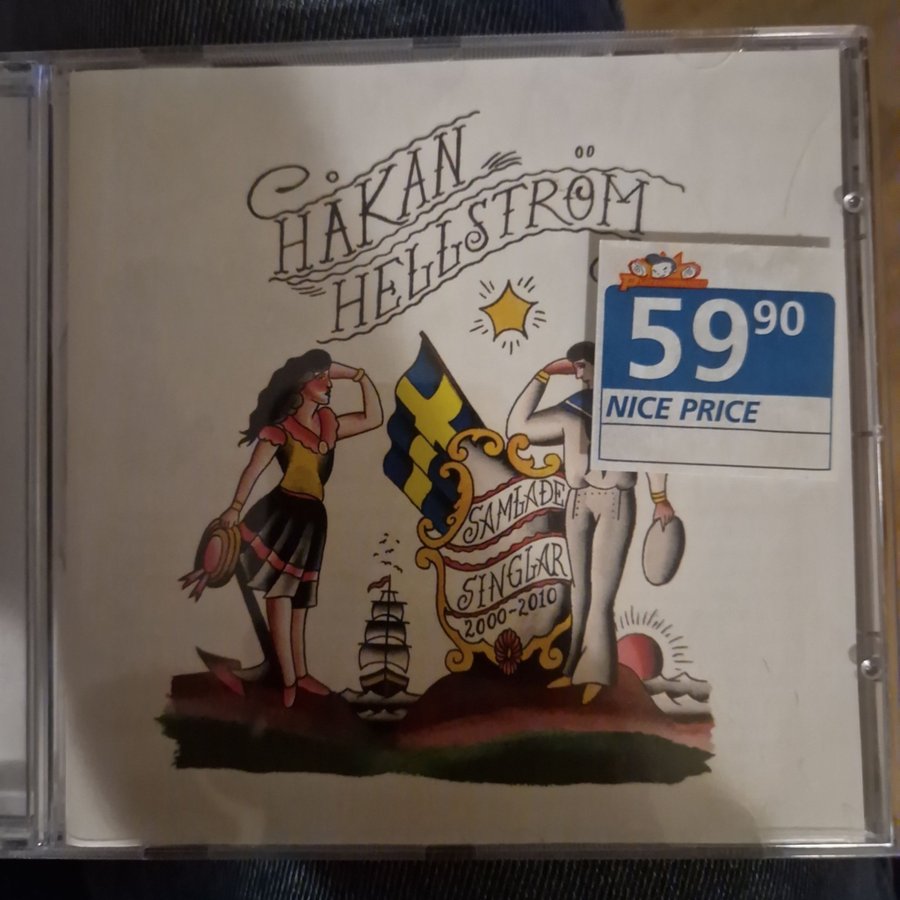 HÅKAN
HELLSTRÖM
59 90
NICE PRICE
SAMLADE
SINGLAR
2000-2010